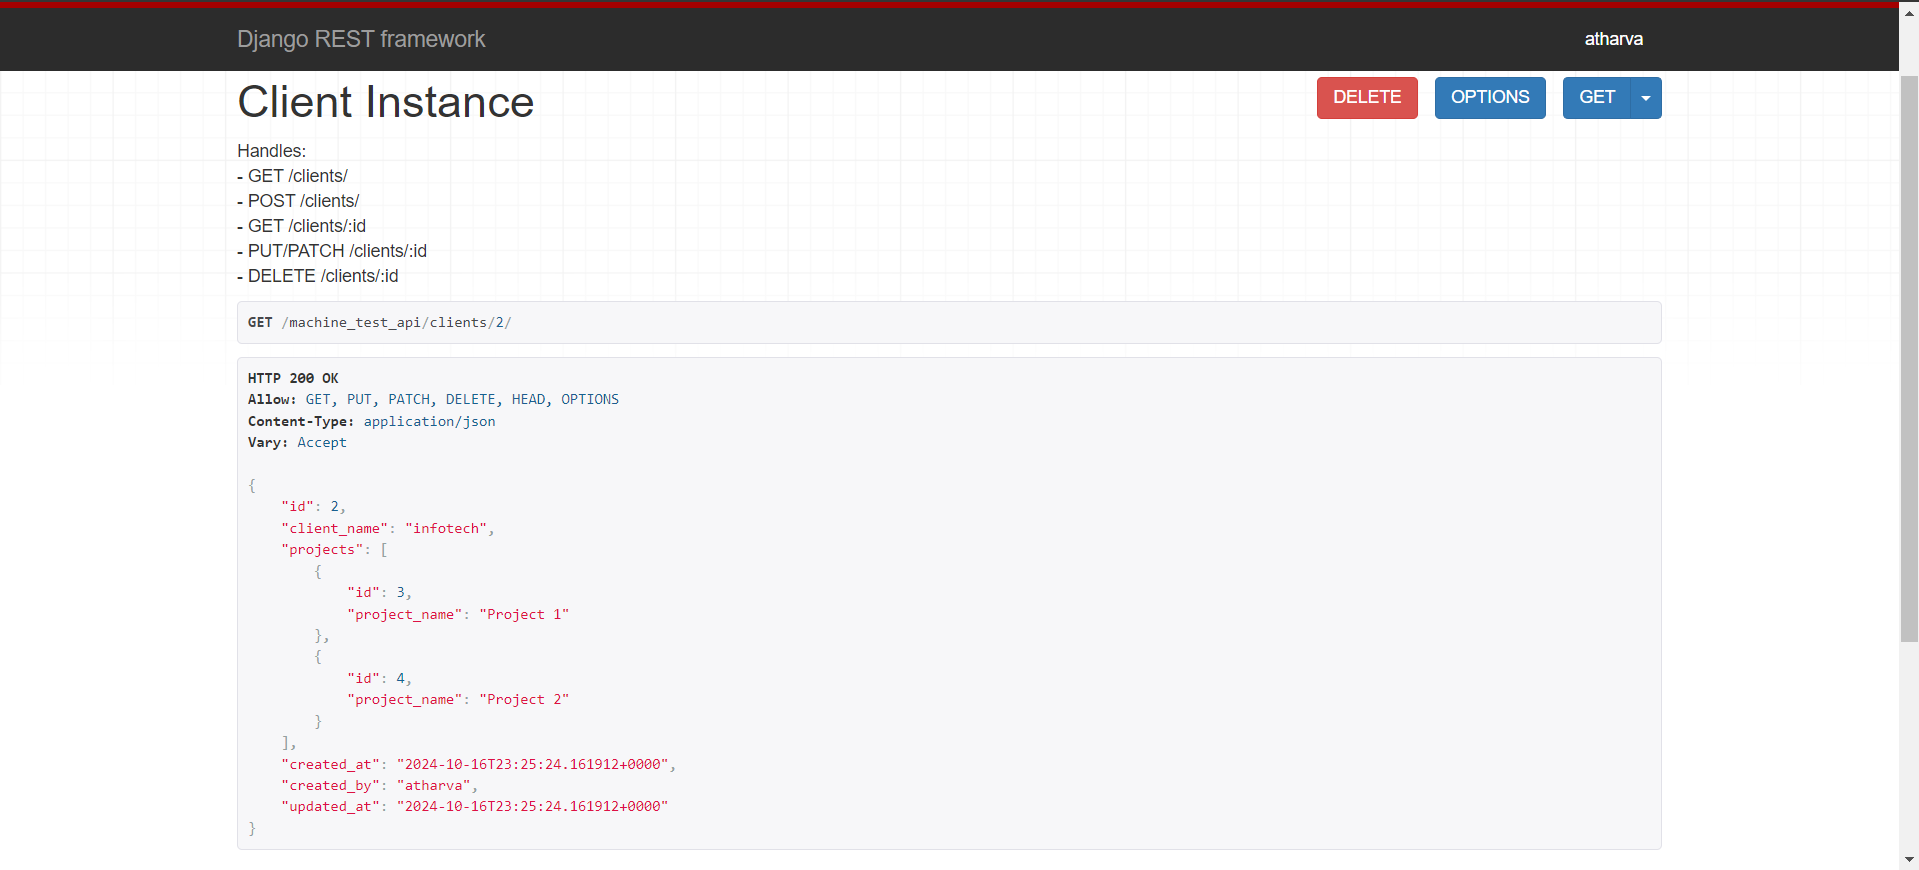 Django REST framework
atharva
Client Instance
DELETE
OPTIONS
GET
Handles:
- GET /clients/
- POST /clients/
- GET /clients/:id
- PUT/PATCH /clients/:id
- DELETE /clients/:id
GET /machine_test_api/clients/2/
HTTP 200 OK
Allow: GET, PUT, PATCH, DELETE, HEAD, OPTIONS
Content-Type: application/json
Vary: Accept
{
    "id": 2,
    "client_name": "infotech",
    "projects": [
        {
            "id": 3,
            "project_name": "Project 1"
        },
        {
            "id": 4,
            "project_name": "Project 2"
        }
    ],
    "created_at": "2024-10-16T23:25:24.161912+0000",
    "created_by": "atharva",
    "updated_at": "2024-10-16T23:25:24.161912+0000"
}